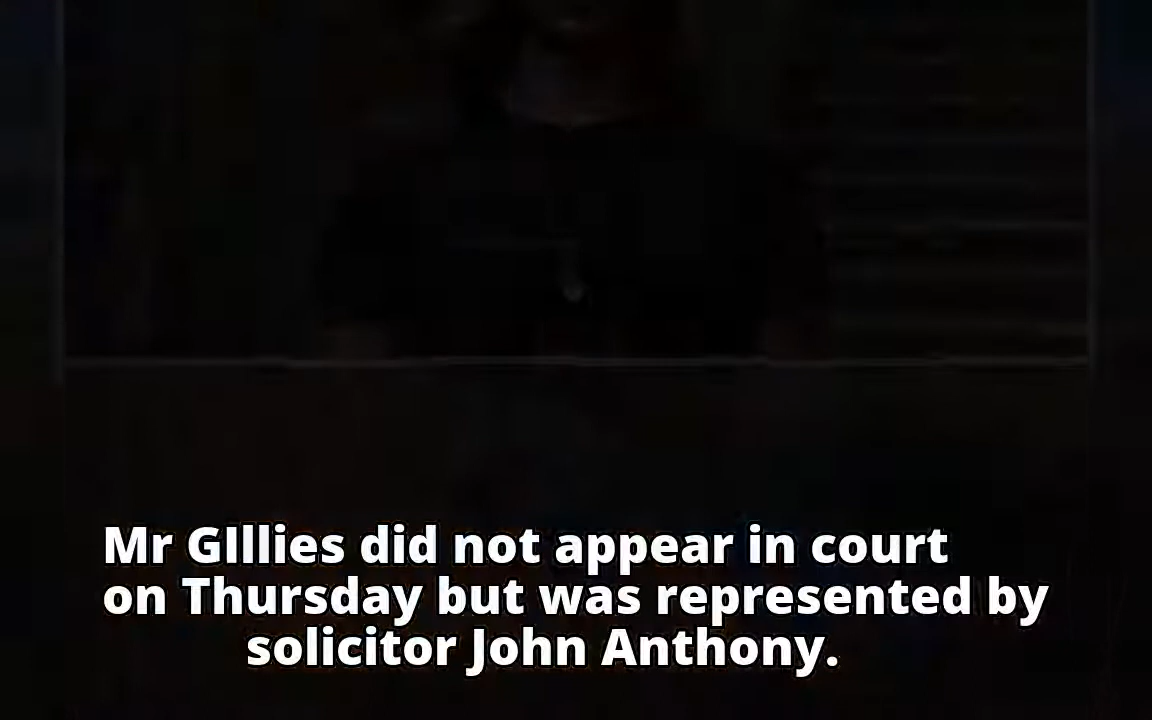 Mr GIllies did not appear in court
on Thursday but was represented by
solicitor John Anthony.